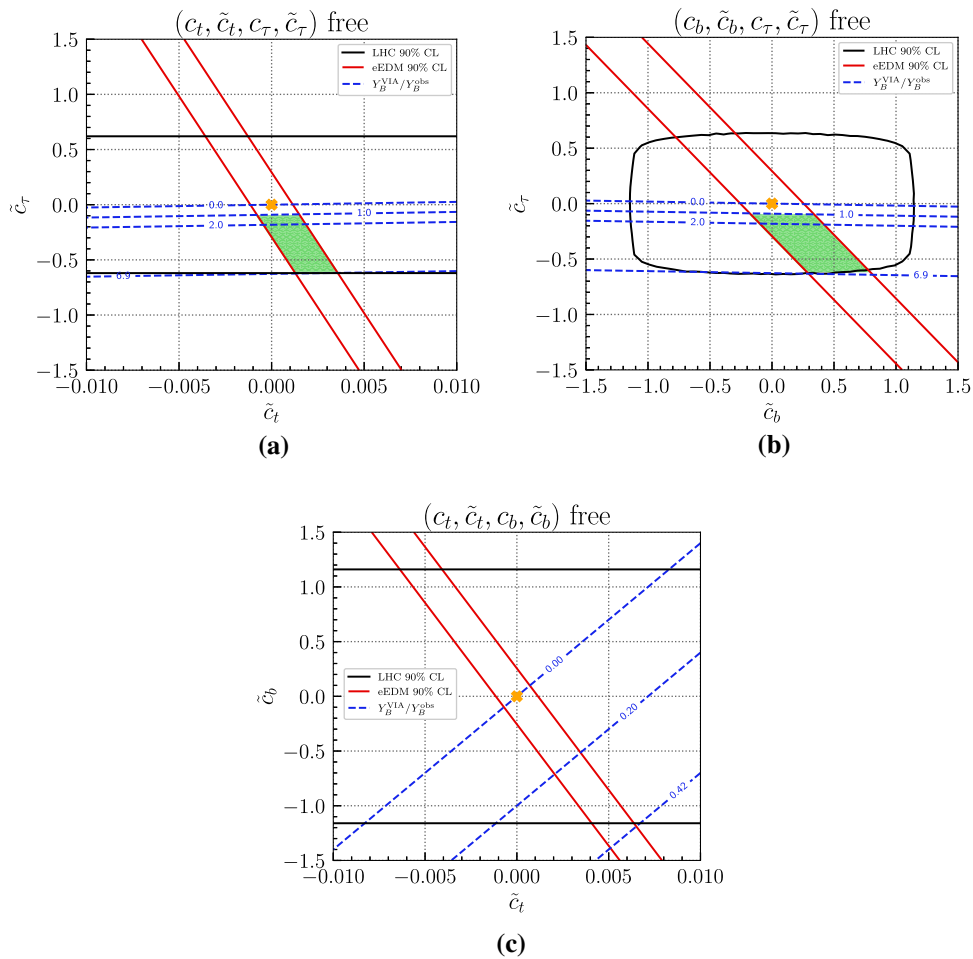 (c_t, c̃_t, c_τ, c̃_τ) free
LHC 90% CL
eEDM 90% CL
Y_B^VIA/Y_B^obs
1.5
1.0
0.5
0.0
−0.5
−1.0
−1.5
c̃_τ
0.0
1.0
2.0
6.9
−0.010 −0.005 0.000 0.005 0.010
c̃_t
(a)
(c_b, c̃_b, c_τ, c̃_τ) free
LHC 90% CL
eEDM 90% CL
Y_B^VIA/Y_B^obs
1.5
1.0
0.5
0.0
−0.5
−1.0
−1.5
c̃_τ
0.0
1.0
2.0
6.9
−1.5 −1.0 −0.5 0.0 0.5 1.0 1.5
c̃_b
(b)
(c_t, c̃_t, c_b, c̃_b) free
1.5
1.0
0.5
0.0
−0.5
−1.0
−1.5
c̃_b
LHC 90% CL
eEDM 90% CL
Y_B^VIA/Y_B^obs
0.00
0.20
0.42
−0.010 −0.005 0.000 0.005 0.010
c̃_t
(c)